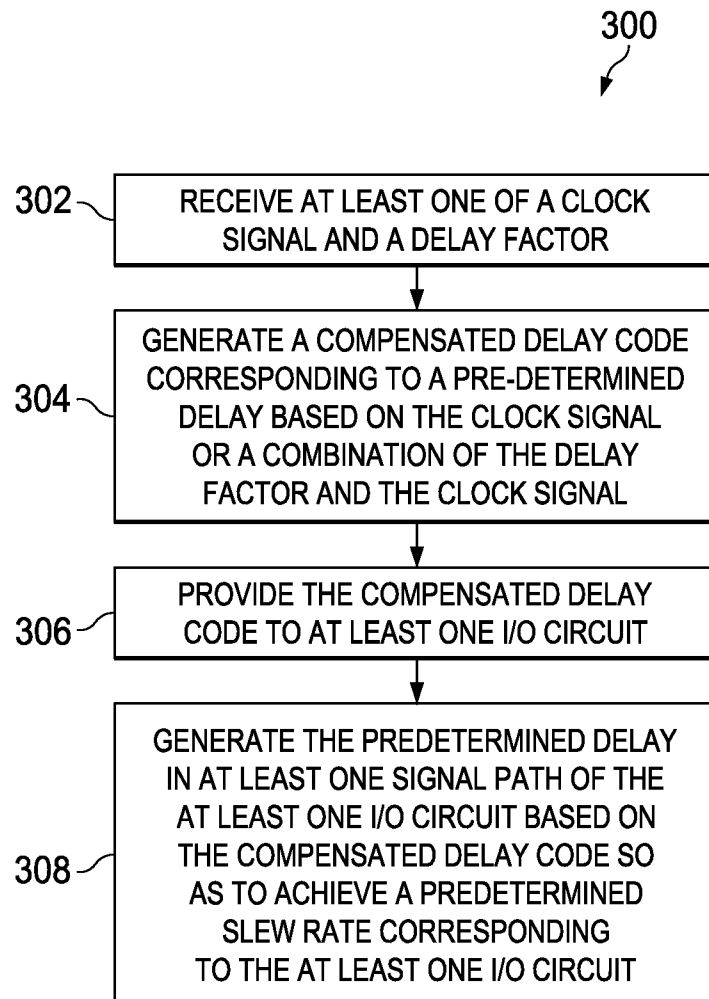 300
302
RECEIVE AT LEAST ONE OF A CLOCK
SIGNAL AND A DELAY FACTOR
304
GENERATE A COMPENSATED DELAY CODE
CORRESPONDING TO A PRE-DETERMINED
DELAY BASED ON THE CLOCK SIGNAL
OR A COMBINATION OF THE DELAY
FACTOR AND THE CLOCK SIGNAL
306
PROVIDE THE COMPENSATED DELAY
CODE TO AT LEAST ONE I/O CIRCUIT
308
GENERATE THE PREDETERMINED DELAY
IN AT LEAST ONE SIGNAL PATH OF THE
AT LEAST ONE I/O CIRCUIT BASED ON
THE COMPENSATED DELAY CODE SO
AS TO ACHIEVE A PREDETERMINED
SLEW RATE CORRESPONDING
TO THE AT LEAST ONE I/O CIRCUIT